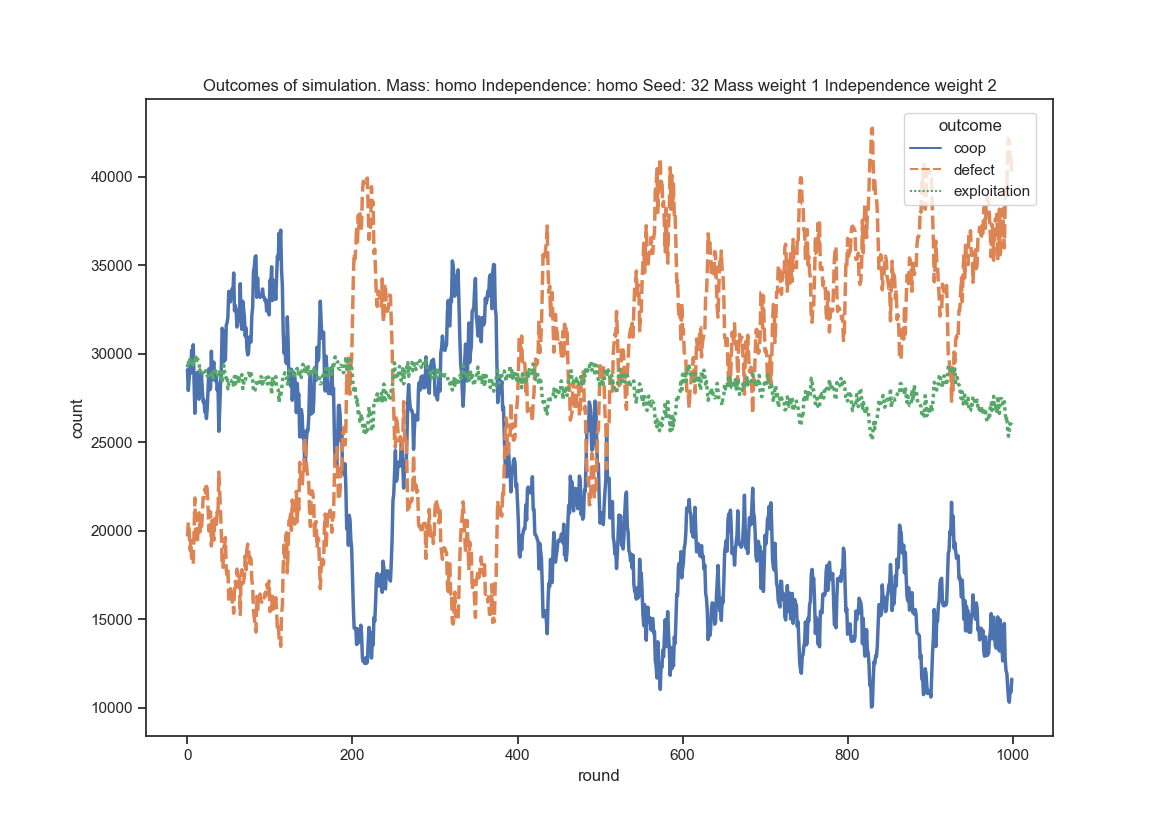 Outcomes of simulation. Mass: homo Independence: homo Seed: 32 Mass weight 1 Independence weight 2
outcome
coop
defect
exploitation
40000
35000
30000
25000
20000
15000
10000
count
0
200
400
600
800
1000
round